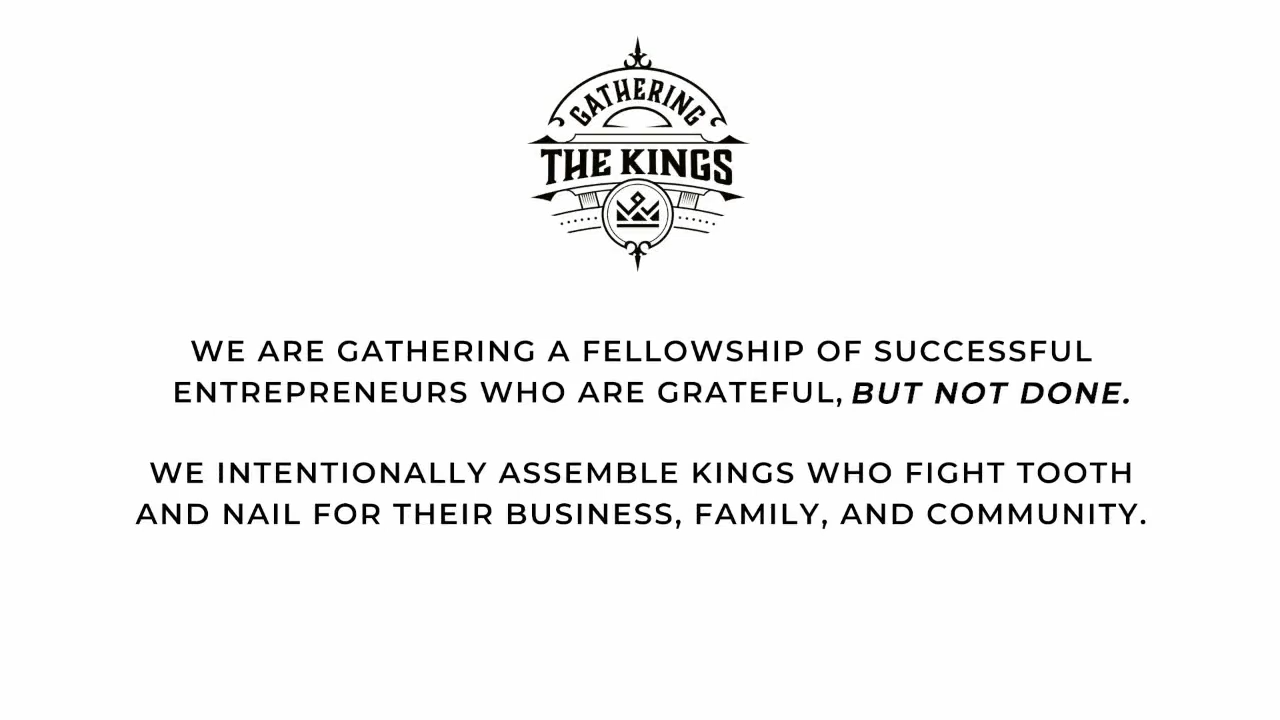 GATHERING
THE KINGS
WE ARE GATHERING A FELLOWSHIP OF SUCCESSFUL
ENTREPRENEURS WHO ARE GRATEFUL, BUT NOT DONE.
WE INTENTIONALLY ASSEMBLE KINGS WHO FIGHT TOOTH
AND NAIL FOR THEIR BUSINESS, FAMILY, AND COMMUNITY.